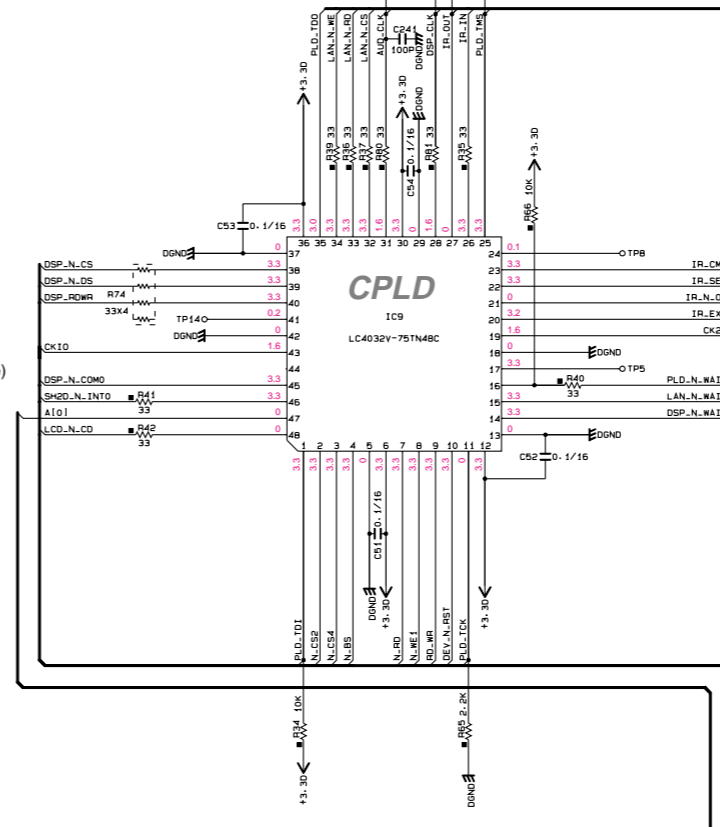 PLD_TDO
LAN_N_WE
LAN_N_RD
LAN_N_CS
AUD_CLK
C241
100P
DGND
DSP_CLK
IR_OUT
IR_IN
PLD_TMS
+3.3D
+3.3D
DGND
+3.3D
R39 33
R36 33
R37 33
R80 33
C54 0.1/16
R81 33
R35 33
R66 10K
C53 0.1/16
3.3 3.0 3.3 3.3 3.3 1.6 3.3 0 1.6 0 3.3 3.3
36 35 34 33 32 31 30 29 28 27 26 25
DGND 0 37
DSP_N_CS 3.3 38
DSP_N_DS 3.3 39
DSP_RDWR R74 3.3 40
33X4
TP14 0.2 41
DGND 0 42
CKIO 1.6 43
44
DSP_N_COM0 3.3 45
SH2D_N_INT0 R41 3.3 46
33
A[0] 0 47
LCD_N_CD R42 0 48
33
)
CPLD
IC9
LC4032V-75TN48C
24 0.1 TP8
23 3.3 IR_CM
22 3.3 IR_SE
21 0 IR_N_O
20 3.2 IR_EX
19 1.6 CK2
18 0 DGND
17 3.3 TP5
16 R40 PLD_N_WAI
33
15 3.3 LAN_N_WAI
14 3.3 DSP_N_WAI
13 0 DGND
C52 0.1/16
1 2 3 4 5 6 7 8 9 10 11 12
3.3 3.3 3.3 3.3 0 3.3 3.3 3.3 3.3 3.3 0 3.3
C51 0.1/16
DGND
+3.3D
+3.3D
PLD_TDI
N_CS2
N_CS4
N_BS
N_RD
N_WE1
RD_WR
DEV_N_RST
PLD_TCK
R34 10K
R65 2.2K
+3.3D
DGND